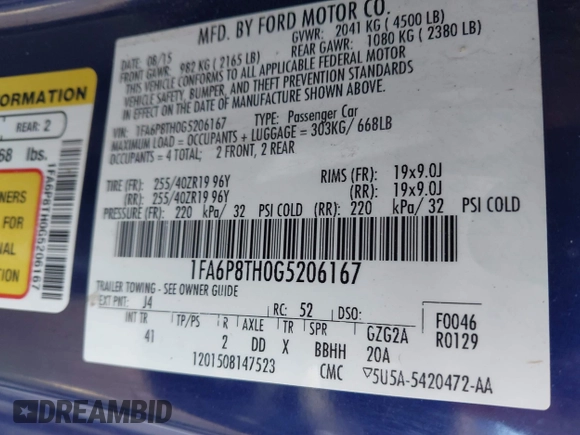 MFD. BY FORD MOTOR CO.
DATE: 08/15 GVWR: 2041 KG ( 4500 LB)
FRONT GAWR: 982 KG ( 2165 LB) REAR GAWR: 1080 KG ( 2380 LB)
THIS VEHICLE CONFORMS TO ALL APPLICABLE FEDERAL MOTOR
VEHICLE SAFETY, BUMPER, AND THEFT PREVENTION STANDARDS
IN EFFECT ON THE DATE OF MANUFACTURE SHOWN ABOVE.
VIN: 1FA6P8TH0G5206167 TYPE: Passenger Car
MAXIMUM LOAD = OCCUPANTS + LUGGAGE = 303KG/ 668LB
OCCUPANTS = 4 TOTAL; 2 FRONT, 2 REAR
TIRE (FR): 255/40ZR19 96Y RIMS (FR): 19x9.0J
(RR): 255/40ZR19 96Y (RR): 19x9.0J
PRESSURE (FR): 220 kPa/ 32 PSI COLD (RR): 220 kPa/ 32 PSI COLD
1FA6P8TH0G5206167
TRAILER TOWING - SEE OWNER GUIDE
EXT PNT: J4 RC: 52 DSO:
INT TR TP/PS R AXLE TR SPR GZG2A F0046
41 2 DD X BBHH 20A R0129
1201508147523 CMC ▽5U5A-5420472-AA
FORMATION
REAR: 2
68 lbs.
NERS
FOR
NAL
TION
1FA6P8TH0G5206167
DREAMBID